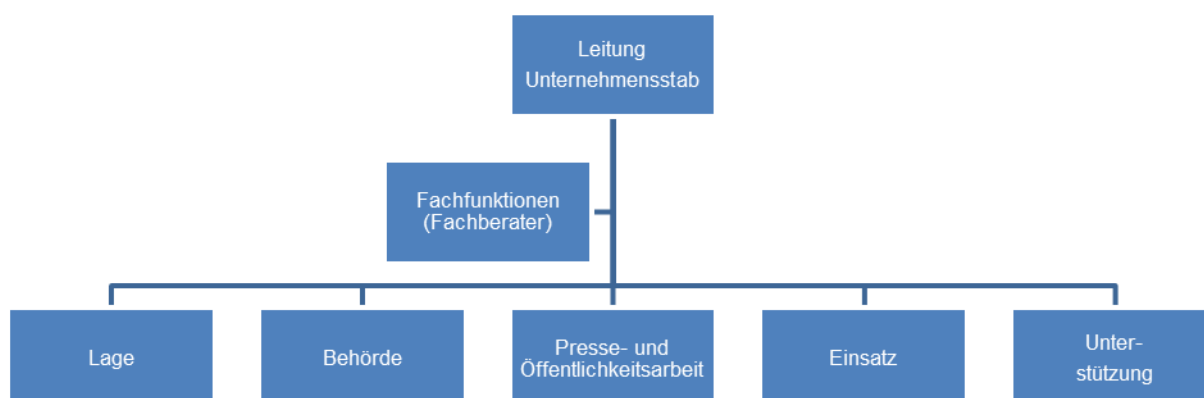 Leitung
Unternehmensstab
Fachfunktionen
(Fachberater)
Lage
Behörde
Presse- und
Öffentlichkeitsarbeit
Einsatz
Unter-
stützung